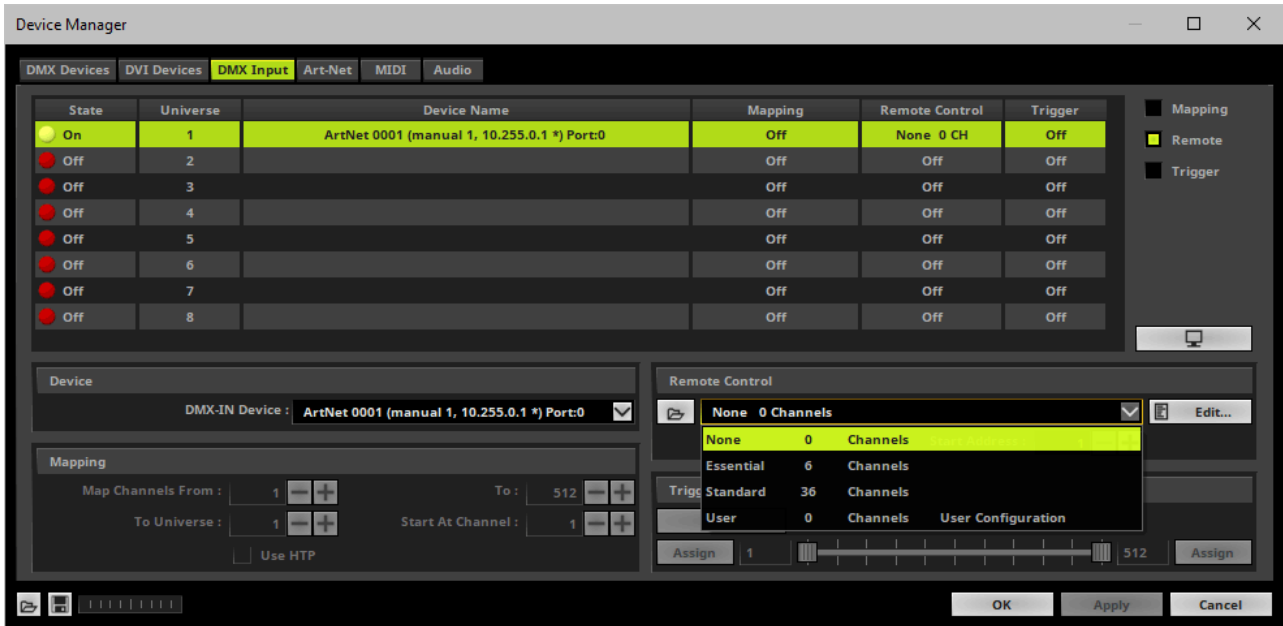 Device Manager
DMX Devices DVI Devices DMX Input Art-Net MIDI Audio
State Universe Device Name Mapping Remote Control Trigger
On 1 ArtNet 0001 (manual 1, 10.255.0.1 *) Port:0 Off None 0 CH Off
Off 2 Off Off Off
Off 3 Off Off Off
Off 4 Off Off Off
Off 5 Off Off Off
Off 6 Off Off Off
Off 7 Off Off Off
Off 8 Off Off Off
Mapping
Remote
Trigger
Device
DMX-IN Device : ArtNet 0001 (manual 1, 10.255.0.1 *) Port:0
Mapping
Map Channels From : 1 To : 512
To Universe : 1 Start At Channel : 1
Use HTP
Remote Control
None 0 Channels Edit...
None 0 Channels Start Address : 1
Essential 6 Channels
Trigg Standard 36 Channels
User 0 Channels User Configuration
Assign 1 512 Assign
OK Apply Cancel